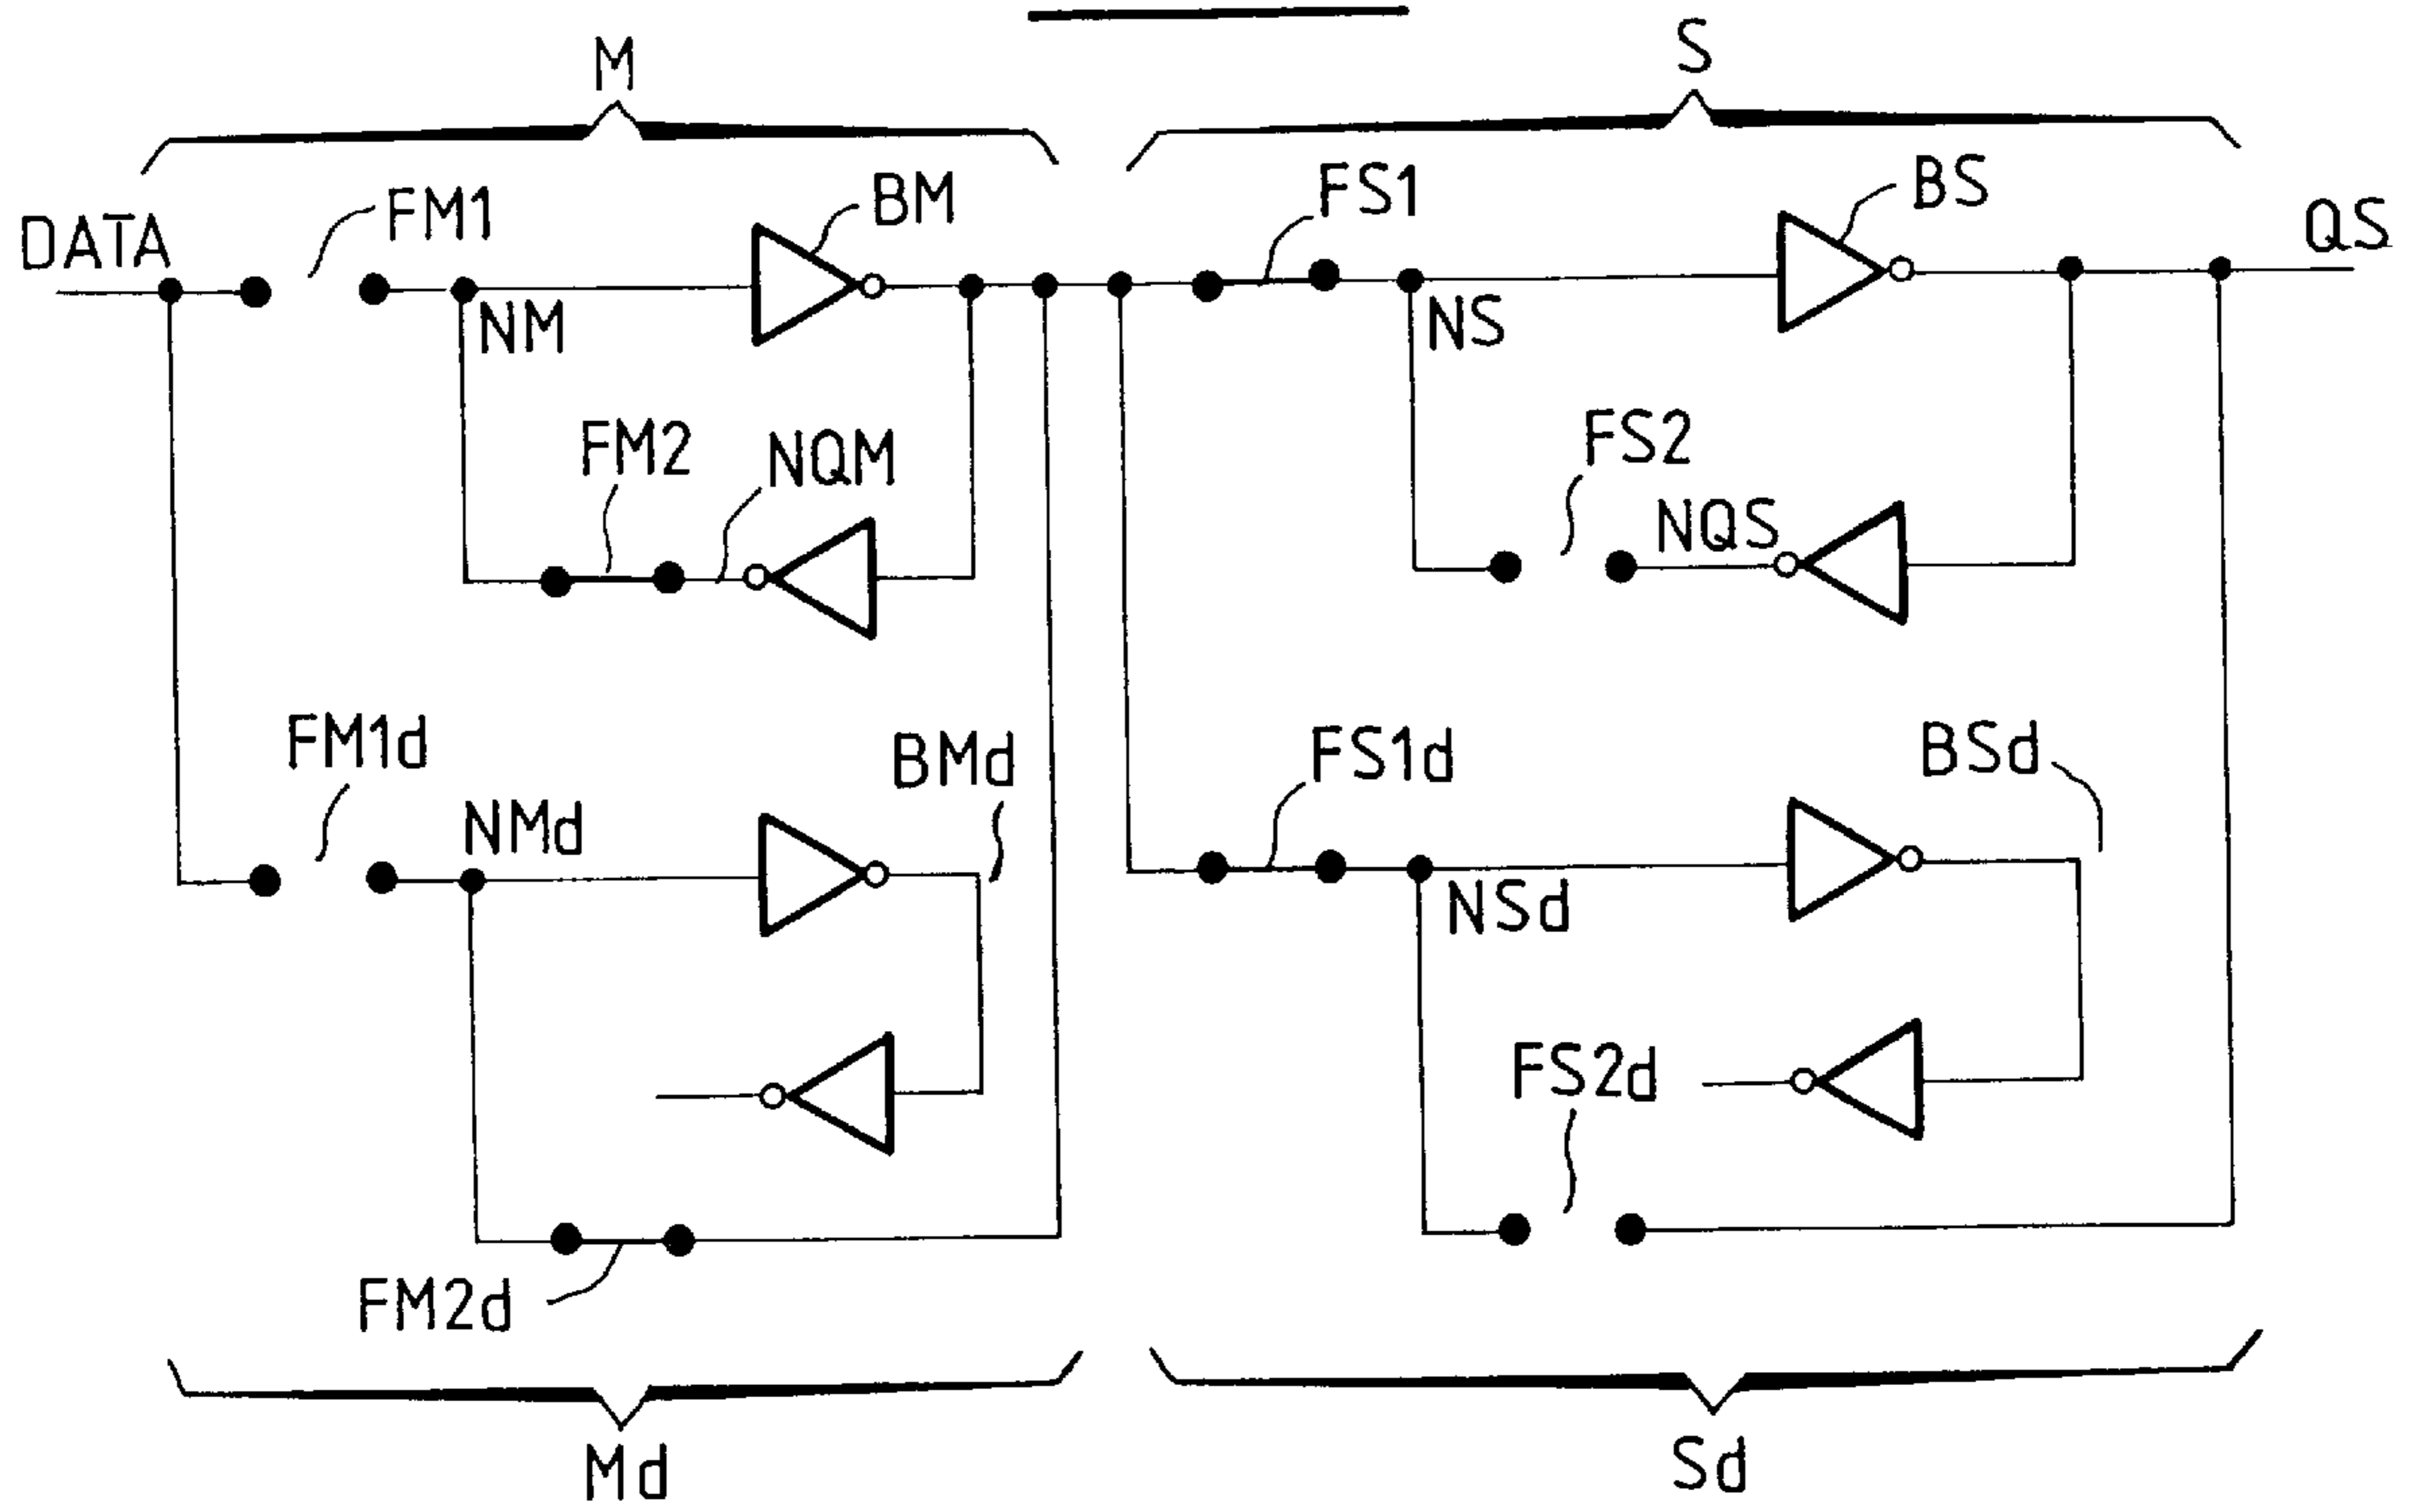 M
S
DATA
FM1
BM
FS1
BS
QS
NM
NS
FM2
NQM
FS2
NQS
FM1d
NMd
BMd
FS1d
BSd
NSd
FS2d
FM2d
Md
Sd